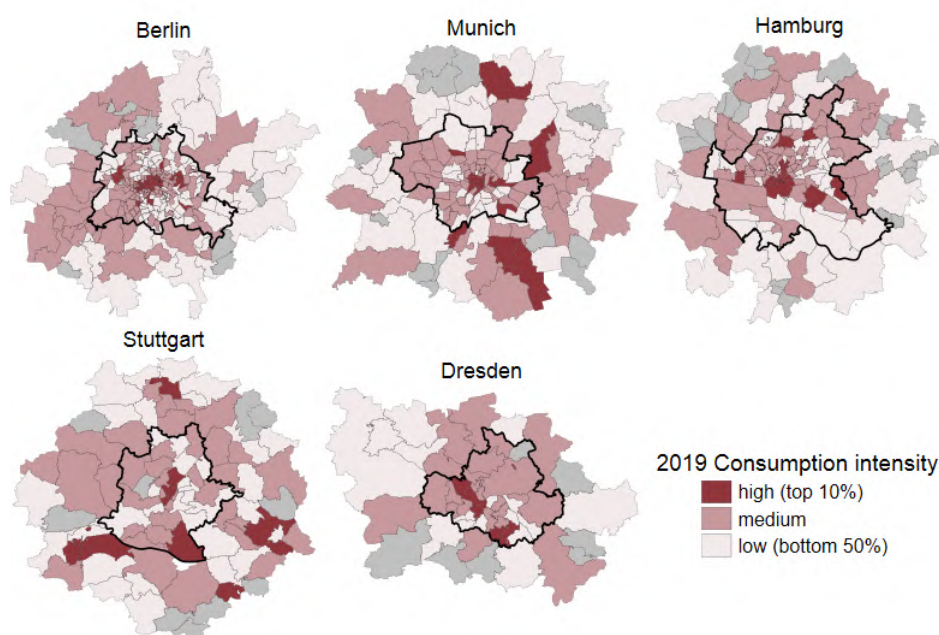 Berlin
Munich
Hamburg
Stuttgart
Dresden
2019 Consumption intensity
high (top 10%)
medium
low (bottom 50%)